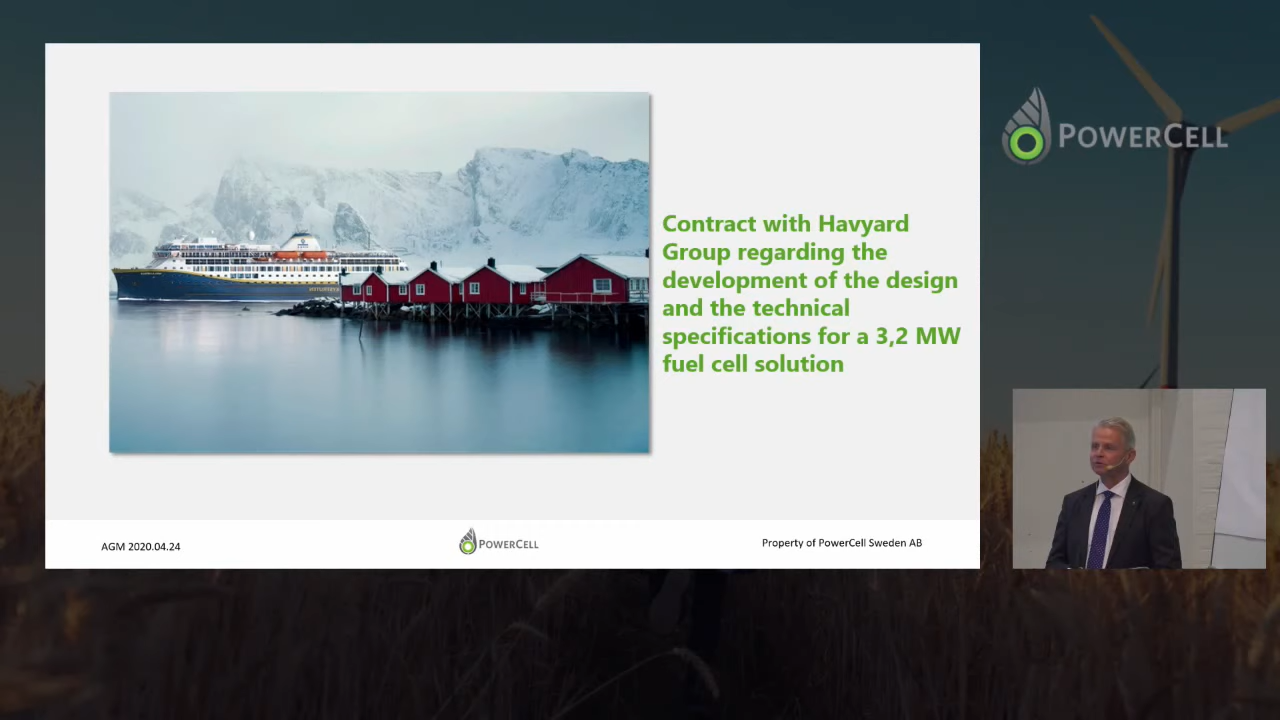 Contract with Havyard
Group regarding the
development of the design
and the technical
specifications for a 3,2 MW
fuel cell solution
POWERCELL
AGM 2020.04.24
POWERCELL
Property of PowerCell Sweden AB